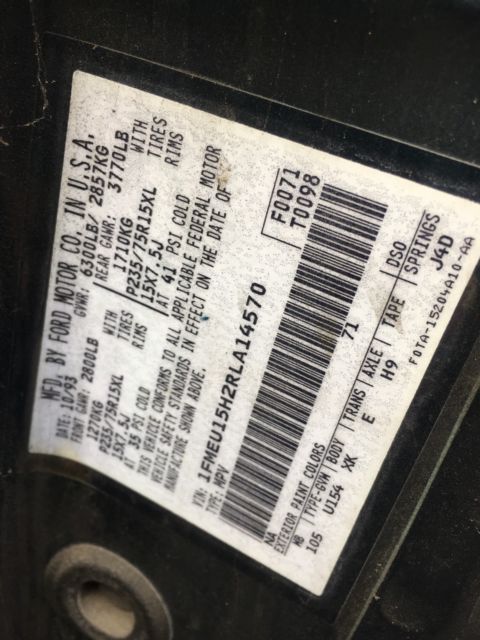 MFD. BY FORD MOTOR CO. IN U.S.A.
DATE: 10/93 GVWR: 6300LB/ 2857KG
FRONT GAWR: 2800LB REAR GAWR: 3770LB
1270KG WITH 1710KG WITH
P235/75R15XL TIRES P235/75R15XL TIRES
15X7.5J RIMS 15X7.5J RIMS
AT 35 PSI COLD AT 41 PSI COLD
THIS VEHICLE CONFORMS TO ALL APPLICABLE FEDERAL MOTOR
VEHICLE SAFETY STANDARDS IN EFFECT ON THE DATE OF
MANUFACTURE SHOWN ABOVE.
VIN: 1FMEU15H2RLA14570 F0071
TYPE: MPV T0098
NA 71
EXTERIOR PAINT COLORS DSO
WB TYPE-GVW BODY TRANS AXLE TAPE SPRINGS
105 U154 XK E H9 J4D
F0TA-15204A10-AA